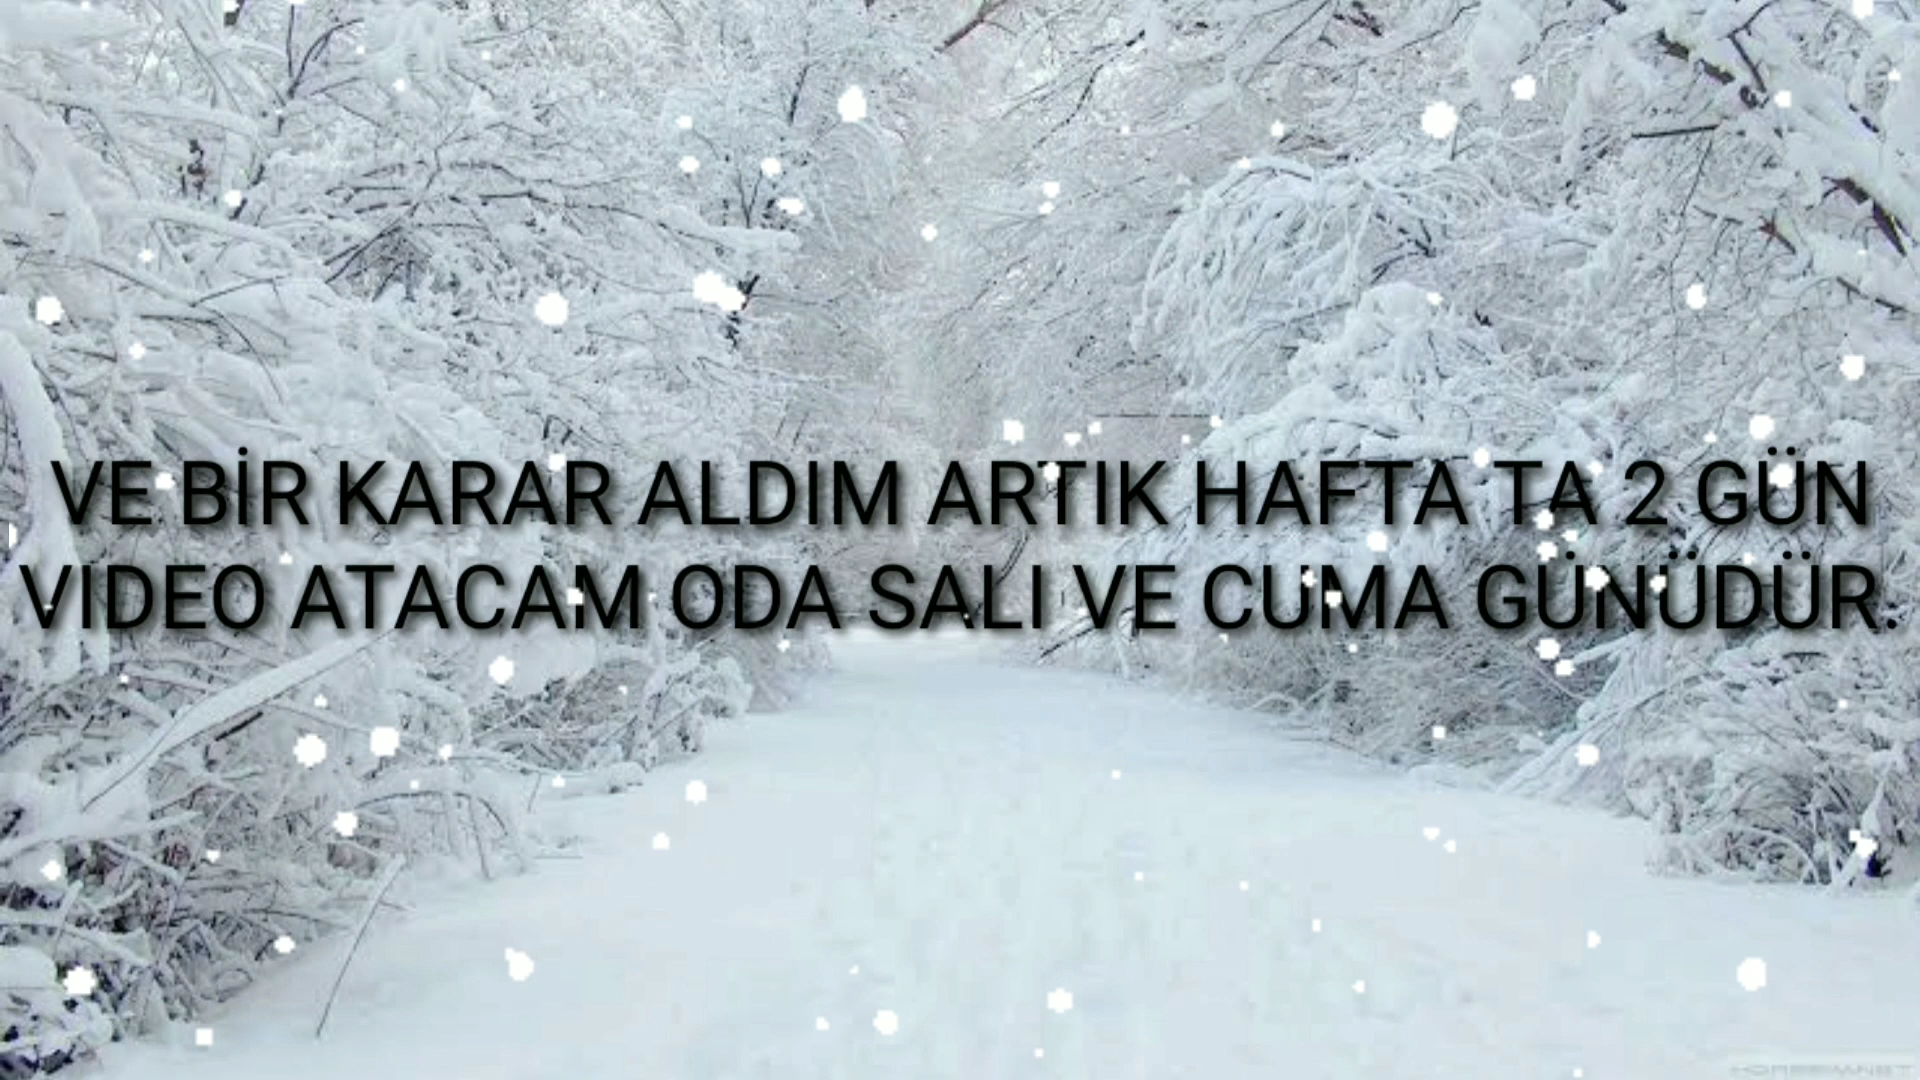 VE BİR KARAR ALDIM ARTIK HAFTA TA 2 GÜN
VIDEO ATACAM ODA SALI VE CUMA GÜNÜDÜR.